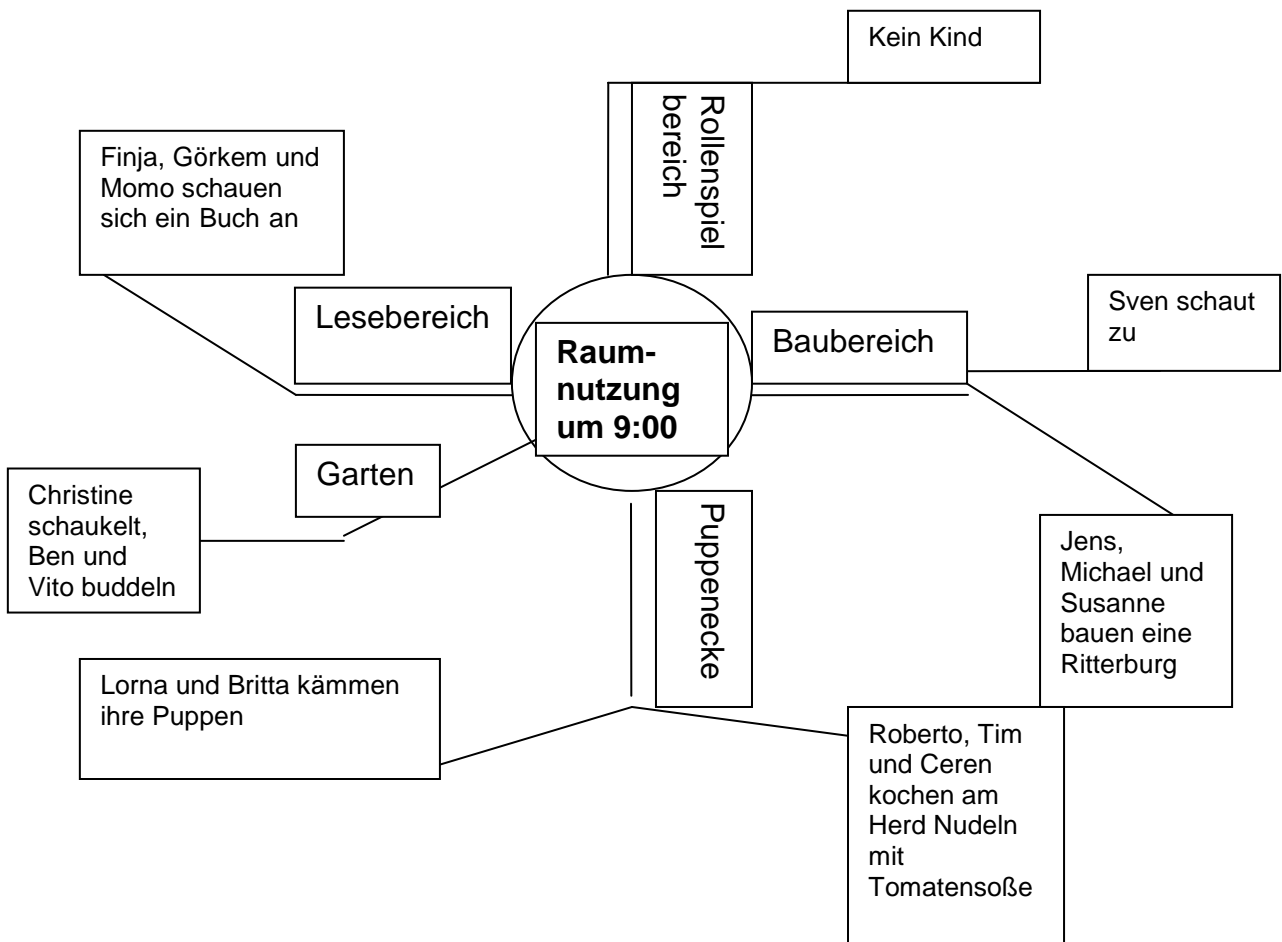 Kein Kind
Rollenspiel
bereich
Finja, Görkem und
Momo schauen
sich ein Buch an
Lesebereich
Raum-
nutzung
um 9:00
Baubereich
Sven schaut
zu
Garten
Christine
schaukelt,
Ben und
Vito buddeln
Puppenecke
Jens,
Michael und
Susanne
bauen eine
Ritterburg
Lorna und Britta kämmen
ihre Puppen
Roberto, Tim
und Ceren
kochen am
Herd Nudeln
mit
Tomatensoße